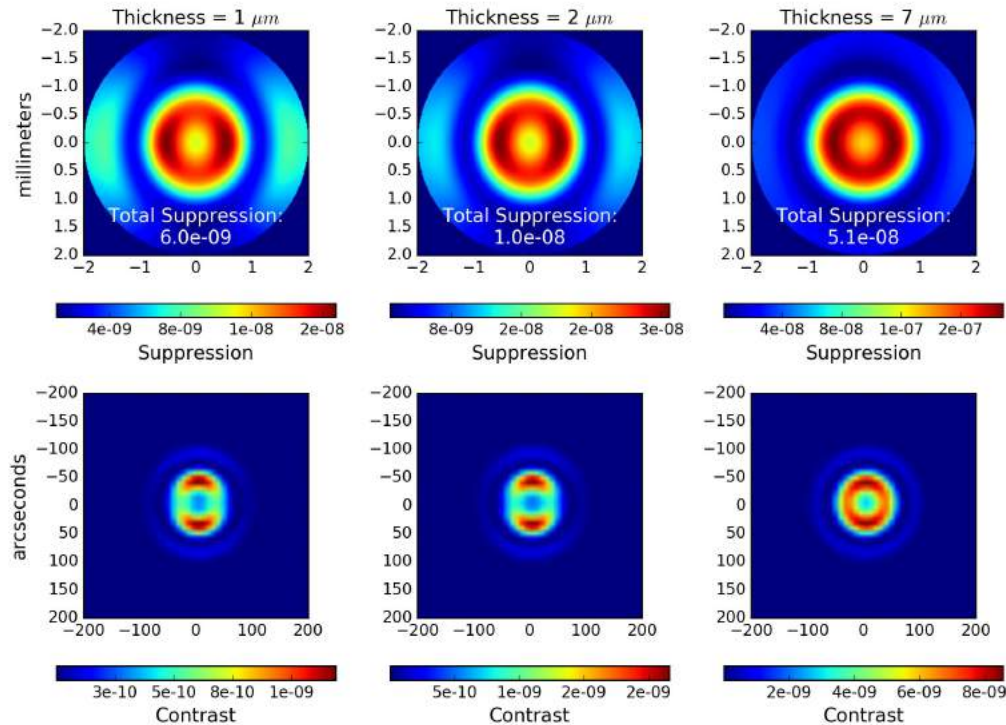 Thickness = 1 μm
Thickness = 2 μm
Thickness = 7 μm
−2.0
−1.5
−1.0
−0.5
0.0
0.5
1.0
1.5
2.0
millimeters
Total Suppression:
6.0e-09
−2 −1 0 1 2
4e-09 8e-09 1e-08 2e-08
Suppression
−2.0
−1.5
−1.0
−0.5
0.0
0.5
1.0
1.5
2.0
Total Suppression:
1.0e-08
−2 −1 0 1 2
8e-09 2e-08 2e-08 3e-08
Suppression
−2.0
−1.5
−1.0
−0.5
0.0
0.5
1.0
1.5
2.0
Total Suppression:
5.1e-08
−2 −1 0 1 2
4e-08 8e-08 1e-07 2e-07
Suppression
−200
−150
−100
−50
0
50
100
150
200
arcseconds
−200 −100 0 100 200
3e-10 5e-10 8e-10 1e-09
Contrast
−200
−150
−100
−50
0
50
100
150
200
−200 −100 0 100 200
5e-10 1e-09 2e-09 2e-09
Contrast
−200
−150
−100
−50
0
50
100
150
200
−200 −100 0 100 200
2e-09 4e-09 6e-09 8e-09
Contrast